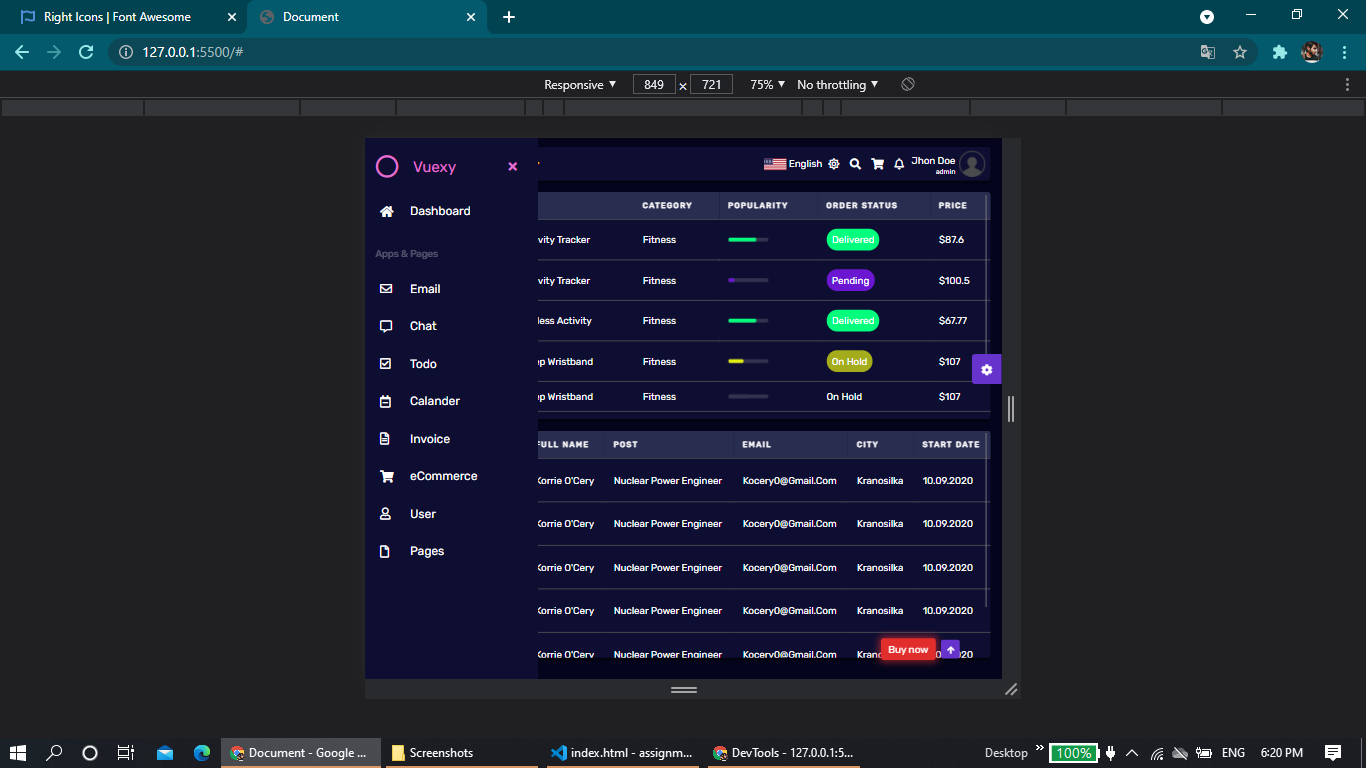 Right Icons | Font Awesome
Document
127.0.0.1:5500/#
Responsive 849 × 721 75% No throttling
Vuexy
English
Jhon Doe
admin
Dashboard
Apps & Pages
Email
Chat
Todo
Calander
Invoice
eCommerce
User
Pages
CATEGORY POPULARITY ORDER STATUS PRICE
vity Tracker Fitness Delivered $87.6
vity Tracker Fitness Pending $100.5
less Activity Fitness Delivered $67.77
ep Wristband Fitness On Hold $107
ep Wristband Fitness On Hold $107
FULL NAME POST EMAIL CITY START DATE
Korrie O'Cery Nuclear Power Engineer Kocery0@Gmail.Com Kranosilka 10.09.2020
Korrie O'Cery Nuclear Power Engineer Kocery0@Gmail.Com Kranosilka 10.09.2020
Korrie O'Cery Nuclear Power Engineer Kocery0@Gmail.Com Kranosilka 10.09.2020
Korrie O'Cery Nuclear Power Engineer Kocery0@Gmail.Com Kranosilka 10.09.2020
Korrie O'Cery Nuclear Power Engineer Kocery0@Gmail.Com
Buy now
Document - Google ...
Screenshots
index.html - assignm...
DevTools - 127.0.0.1:5...
Desktop
100%
ENG
6:20 PM